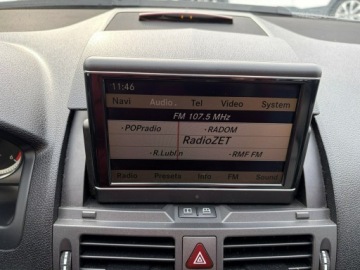 11:46
Navi Audio Tel Video System
FM 107.5 MHz
POPradio RADOM
RadioZET
R.Lublin RMF FM
Radio Presets Info FM Sound